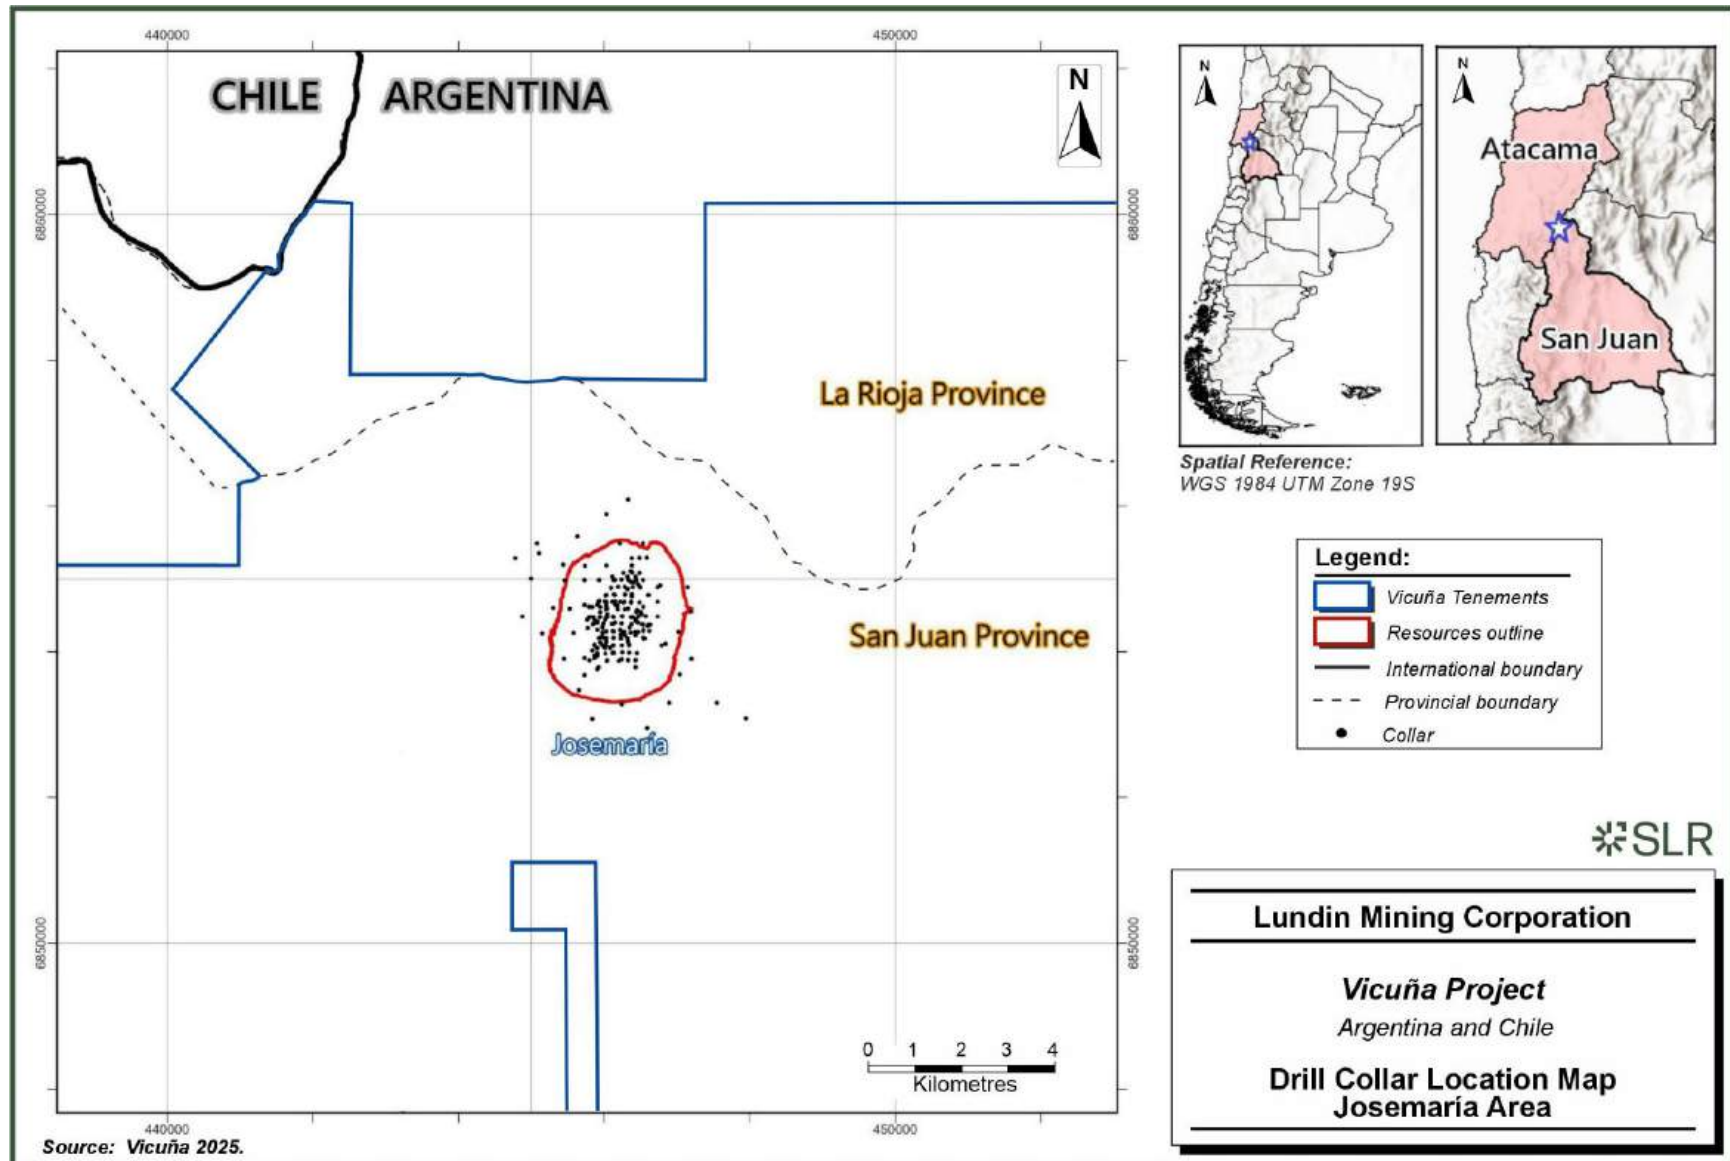 440000
450000
CHILE
ARGENTINA
N
6860000
6860000
La Rioja Province
San Juan Province
Josemaría
6850000
6850000
0 1 2 3 4
Kilometres
440000
450000
Source: Vicuña 2025.
N
N
Atacama
San Juan
Spatial Reference:
WGS 1984 UTM Zone 19S
Legend:
Vicuña Tenements
Resources outline
International boundary
Provincial boundary
Collar
SLR
Lundin Mining Corporation
Vicuña Project
Argentina and Chile
Drill Collar Location Map
Josemaría Area